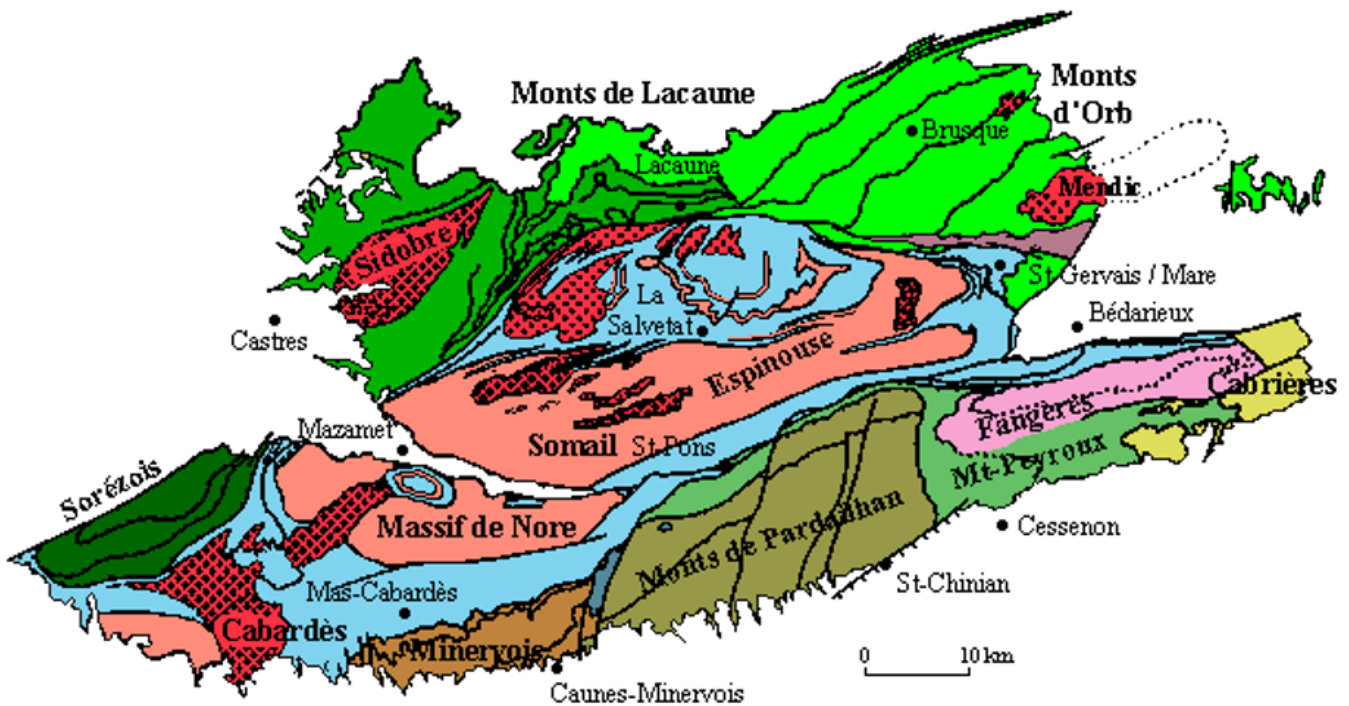 Monts de Lacaune
Monts
d'Orb
Brusque
Lacaune
Mendic
Sidobre
St Gervais / Mare
La
Salvetat
Castres
Bédarieux
Espinouse
Cabrières
Fangères
Mazamet
Somail
St-Pons
Mt-Peyroux
Sorézois
Massif de Nore
Monts de Pardailhan
Cessenon
St-Chinian
Mas-Cabardès
Cabardès
Minervois
0
10 km
Caunes-Minervois